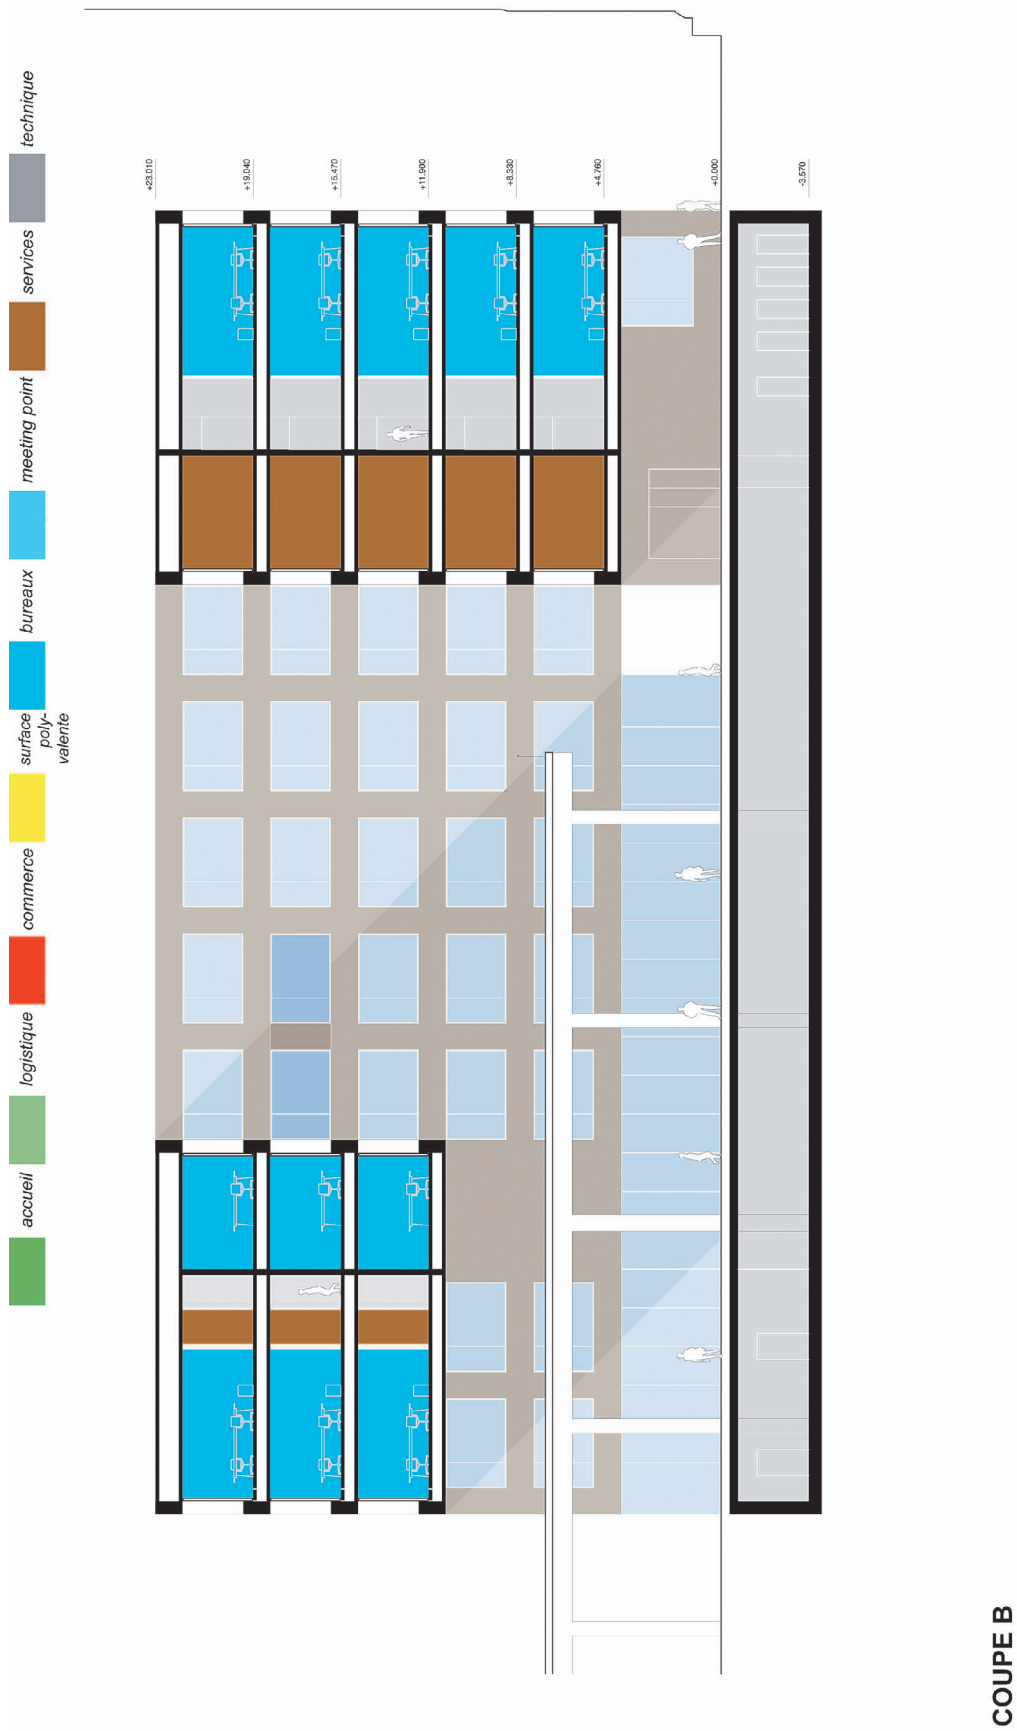 accueil
logistique
commerce
surface
poly-
valente
bureaux
meeting point
services
technique
+23.010
+19.040
+15.470
+11.900
+8.330
+4.760
+0.000
-3.570
COUPE B